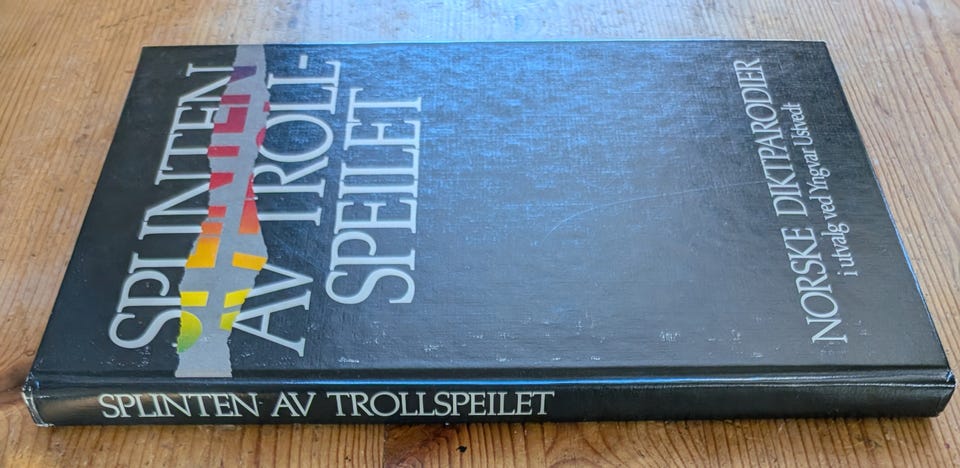 SPLINTEN
AV TROLL-
SPEILET
NORSKE DIKTPARODIER
i utvalg ved Yngvar Ustvedt
SPLINTEN AV TROLLSPEILET